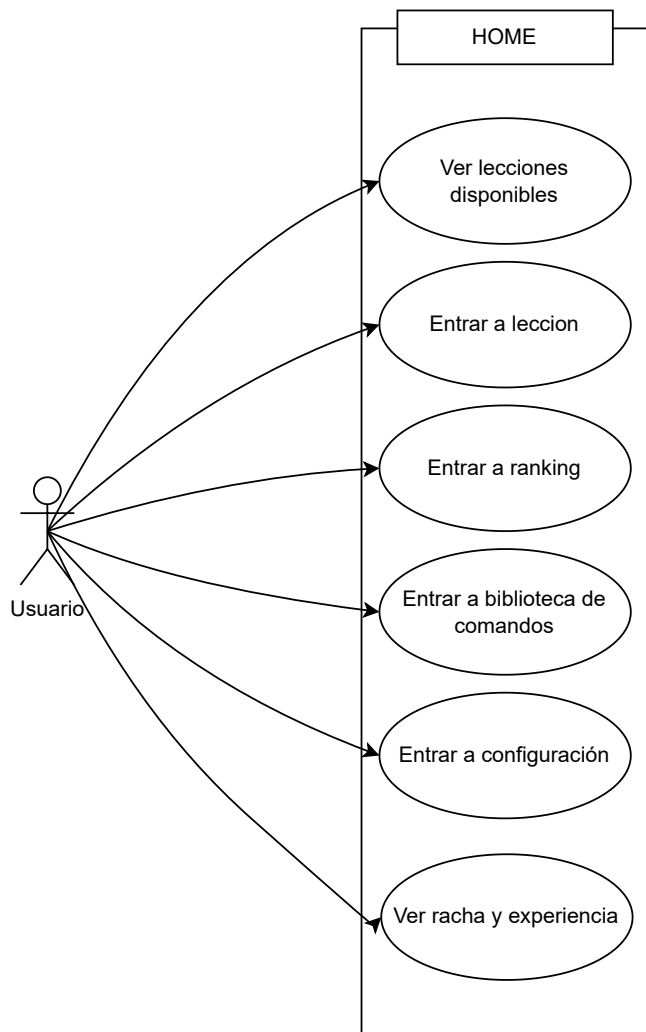 HOME
Ver lecciones
disponibles
Entrar a leccion
Entrar a ranking
Usuario
Entrar a biblioteca de
comandos
Entrar a configuración
Ver racha y experiencia